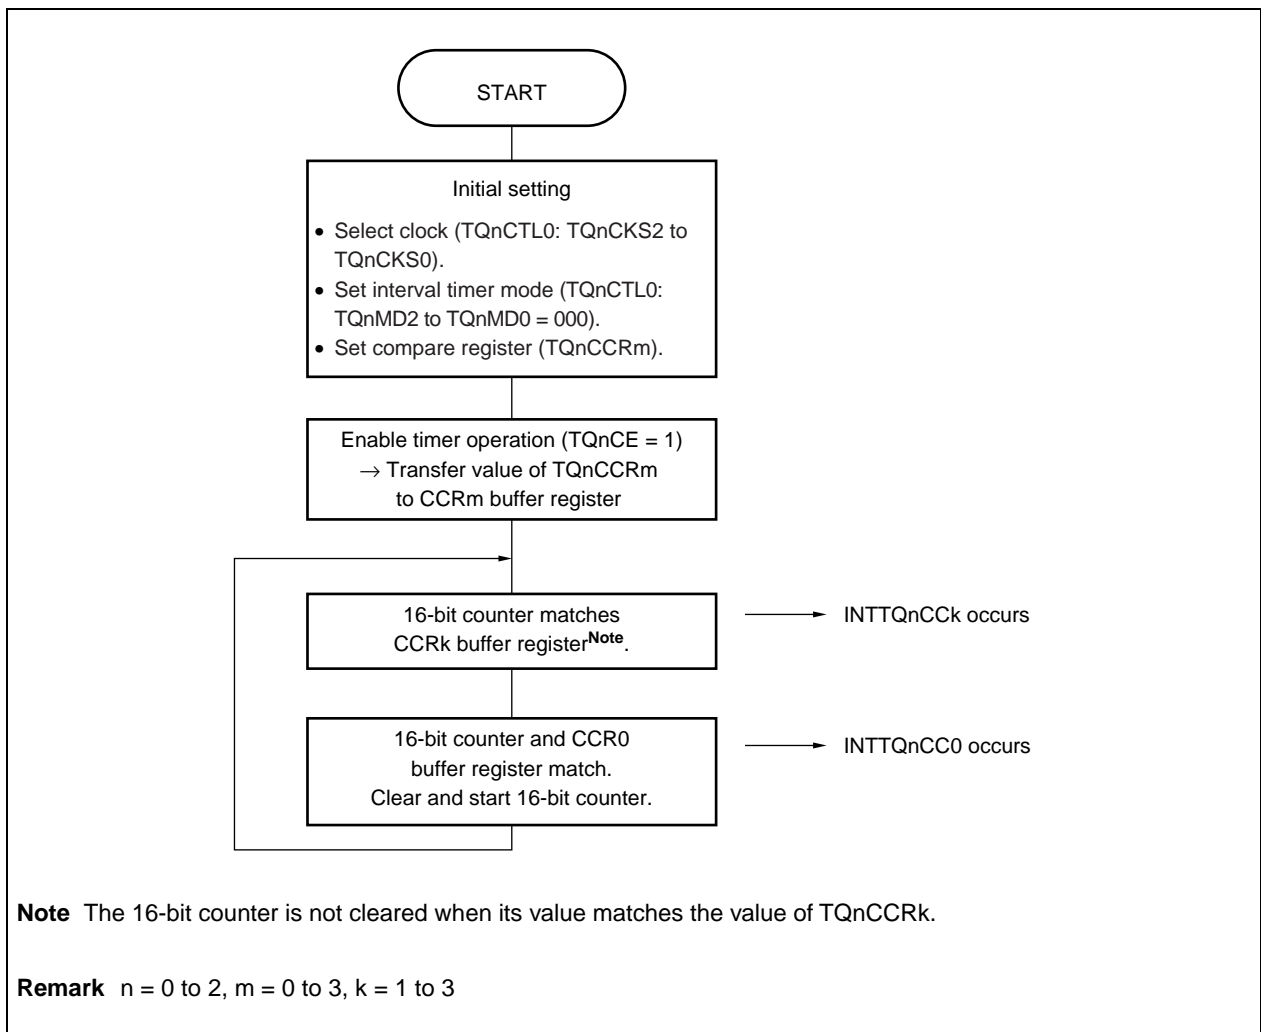 START
Initial setting
• Select clock (TQnCTL0: TQnCKS2 to
TQnCKS0).
• Set interval timer mode (TQnCTL0:
TQnMD2 to TQnMD0 = 000).
• Set compare register (TQnCCRm).
Enable timer operation (TQnCE = 1)
→ Transfer value of TQnCCRm
to CCRm buffer register
16-bit counter matches
CCRk buffer registerNote.
INTTQnCCk occurs
16-bit counter and CCR0
buffer register match.
Clear and start 16-bit counter.
INTTQnCC0 occurs
Note The 16-bit counter is not cleared when its value matches the value of TQnCCRk.
Remark n = 0 to 2, m = 0 to 3, k = 1 to 3